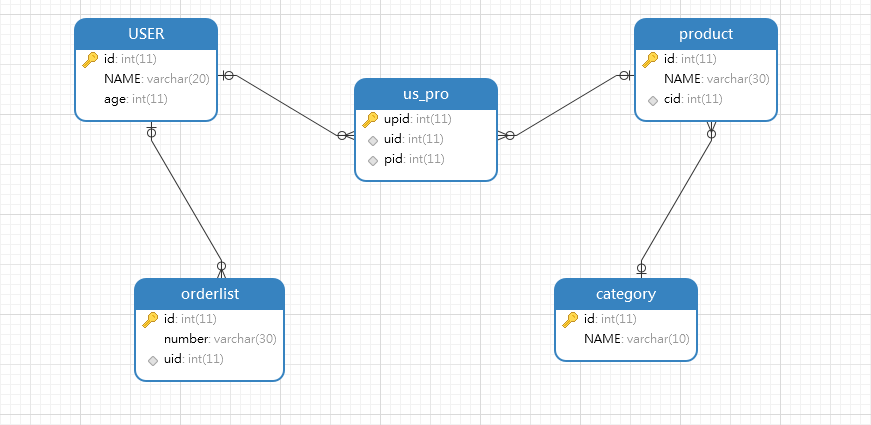 USER
id: int(11)
NAME: varchar(20)
age: int(11)
us_pro
upid: int(11)
uid: int(11)
pid: int(11)
product
id: int(11)
NAME: varchar(30)
cid: int(11)
orderlist
id: int(11)
number: varchar(30)
uid: int(11)
category
id: int(11)
NAME: varchar(10)